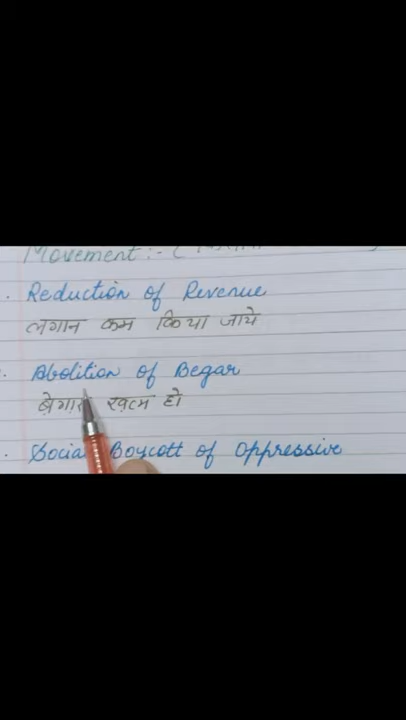 Movement :- (
Reduction of Revenue
लगान कम किया जाये
Abolition of Begar
बेगार खत्म हो
Social Boycott of Oppressive